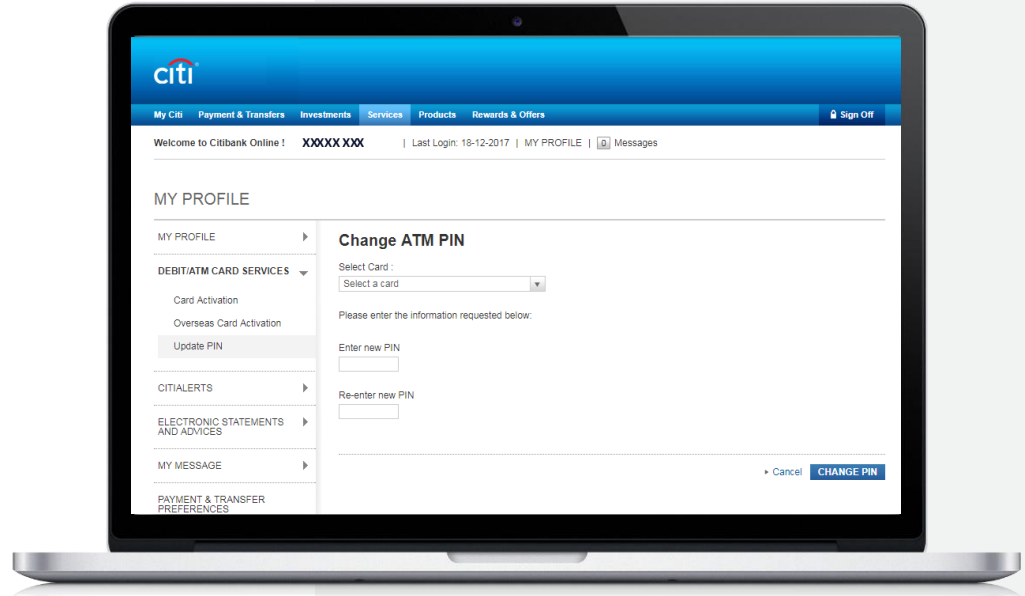 citi
My Citi Payment & Transfers Investments Services Products Rewards & Offers Sign Off
Welcome to Citibank Online ! XXXXX XXX | Last Login: 18-12-2017 | MY PROFILE | 0 Messages
MY PROFILE
MY PROFILE
DEBIT/ATM CARD SERVICES
Card Activation
Overseas Card Activation
Update PIN
CITIALERTS
ELECTRONIC STATEMENTS
AND ADVICES
MY MESSAGE
PAYMENT & TRANSFER
PREFERENCES
Change ATM PIN
Select Card :
Select a card
Please enter the information requested below:
Enter new PIN
Re-enter new PIN
Cancel CHANGE PIN